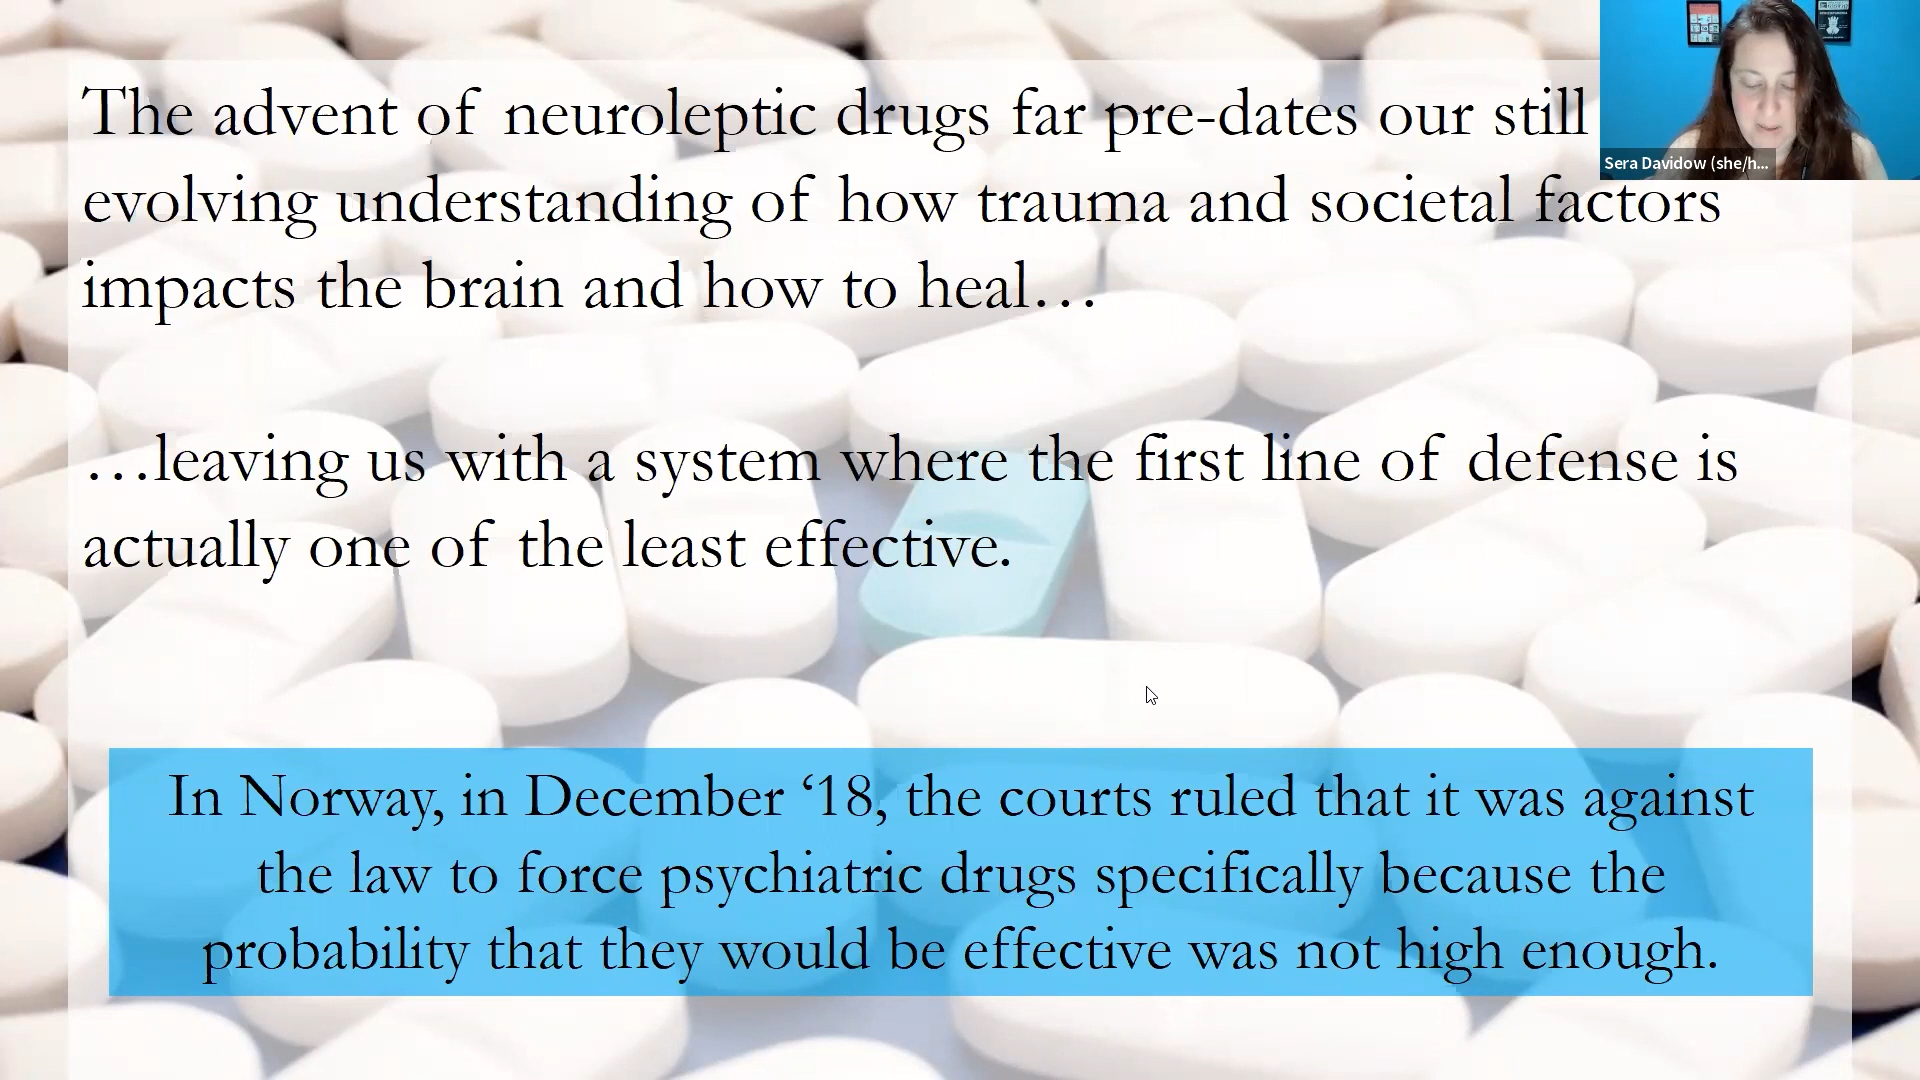 The advent of neuroleptic drugs far pre-dates our still
evolving understanding of how trauma and societal factors
impacts the brain and how to heal…
…leaving us with a system where the first line of defense is
actually one of the least effective.
In Norway, in December ‘18, the courts ruled that it was against
the law to force psychiatric drugs specifically because the
probability that they would be effective was not high enough.
Sera Davidow (she/h...